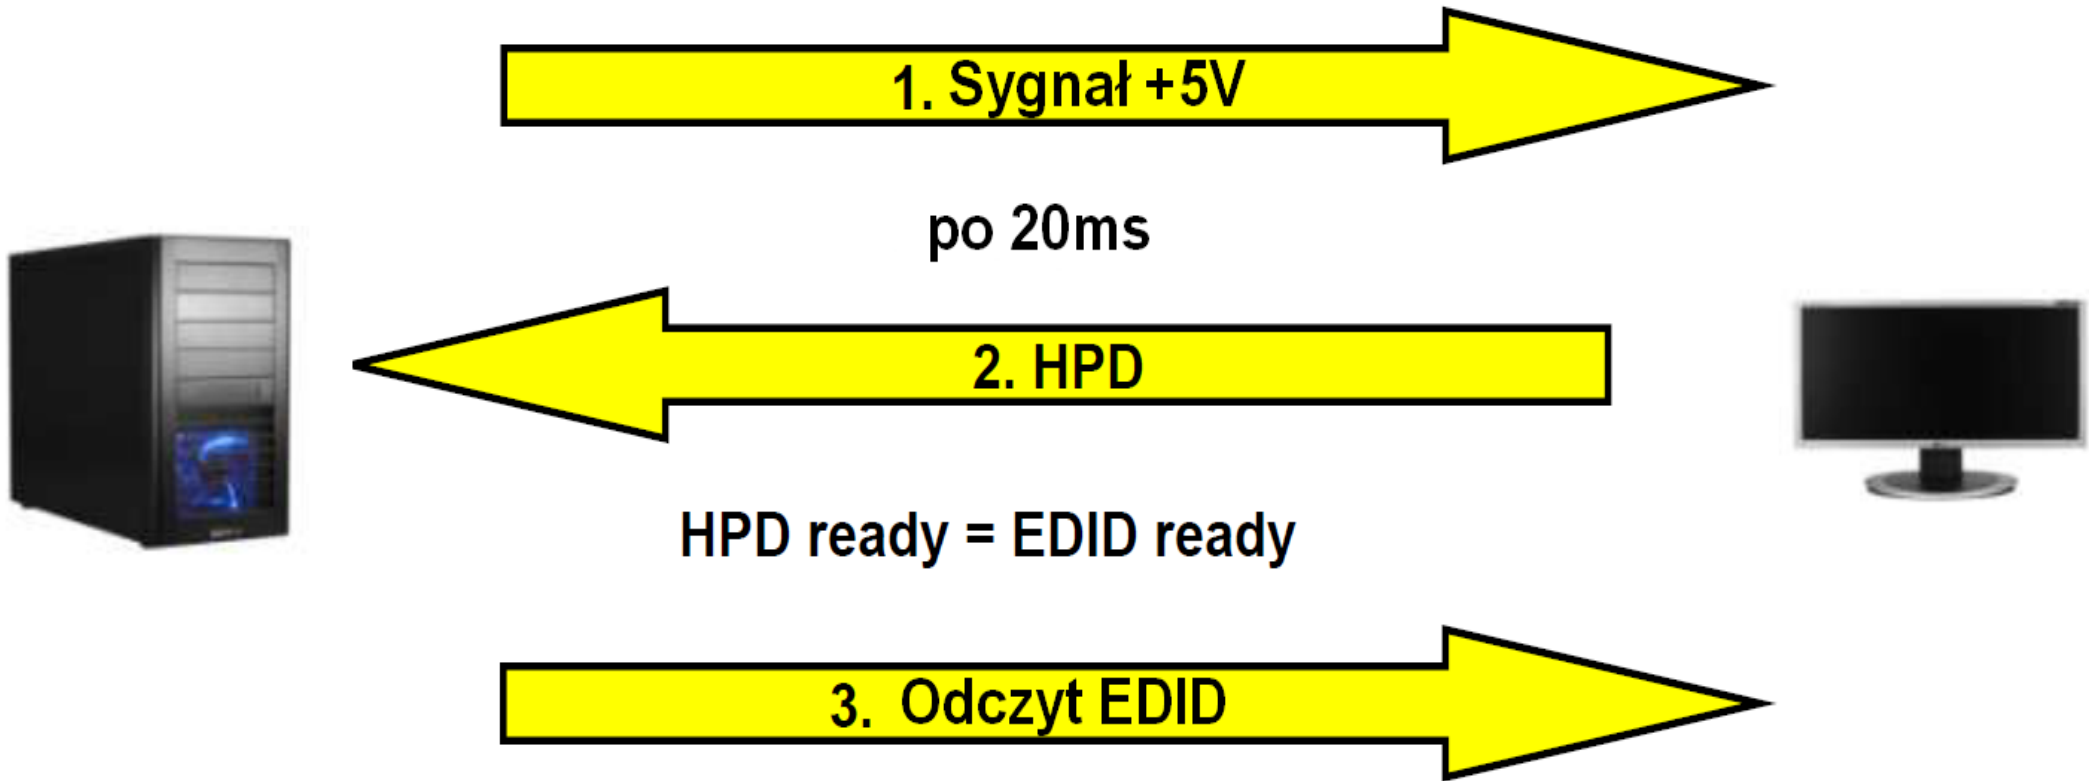 1. Sygnał +5V
po 20ms
2. HPD
HPD ready = EDID ready
3. Odczyt EDID